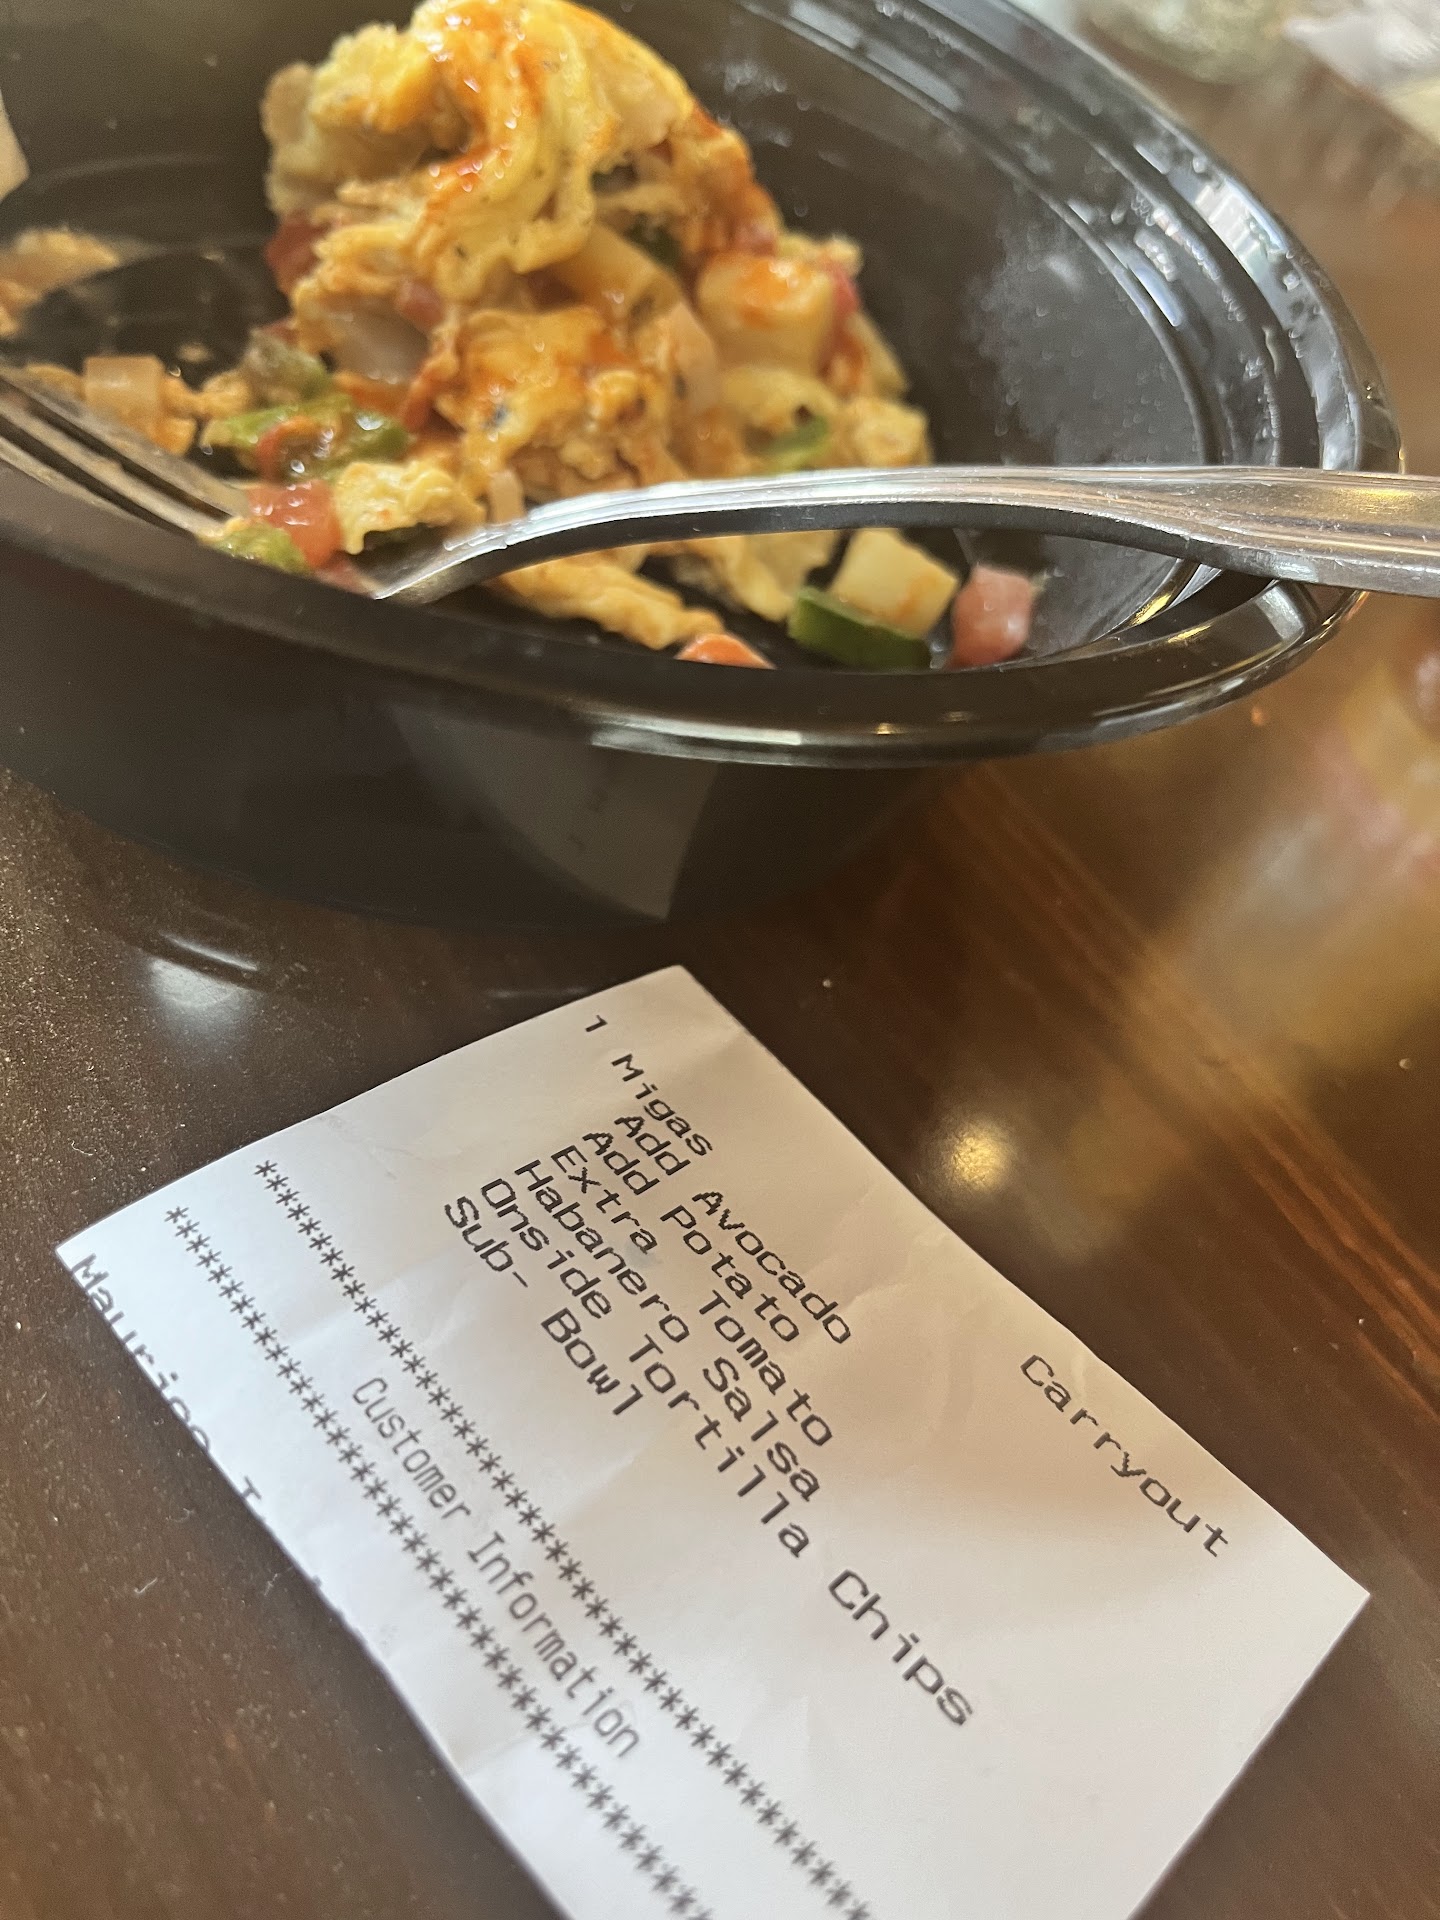 Carryout
1 Migas
Add Avocado
Add Potato
Extra Tomato
Habanero Salsa
Onside Tortilla Chips
Sub- Bowl
****************************************
Customer Information
****************************************